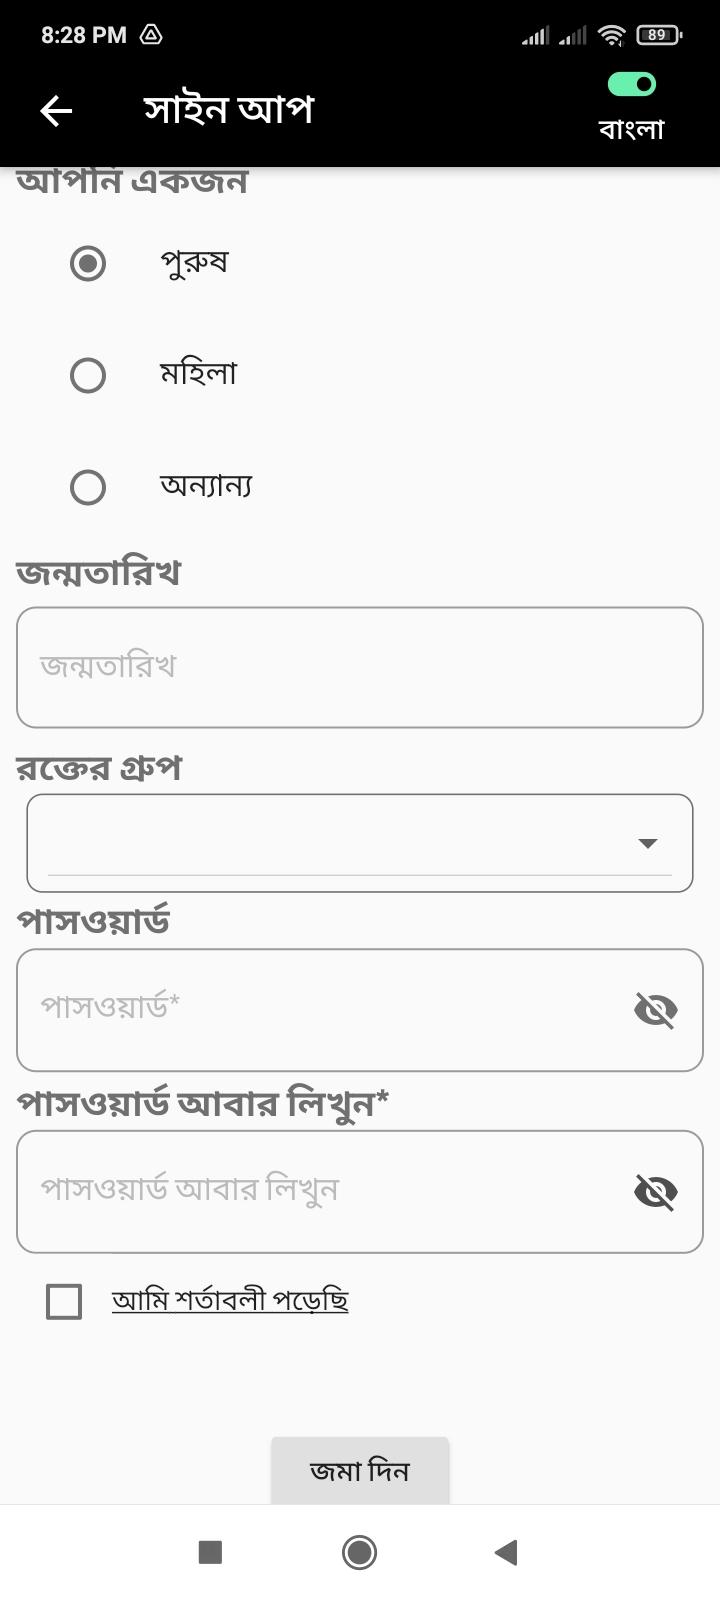 8:28 PM
89
সাইন আপ
বাংলা
আপনি একজন
পুরুষ
মহিলা
অন্যান্য
জন্মতারিখ
জন্মতারিখ
রক্তের গ্রুপ
পাসওয়ার্ড
পাসওয়ার্ড*
পাসওয়ার্ড আবার লিখুন*
পাসওয়ার্ড আবার লিখুন
আমি শর্তাবলী পড়েছি
জমা দিন